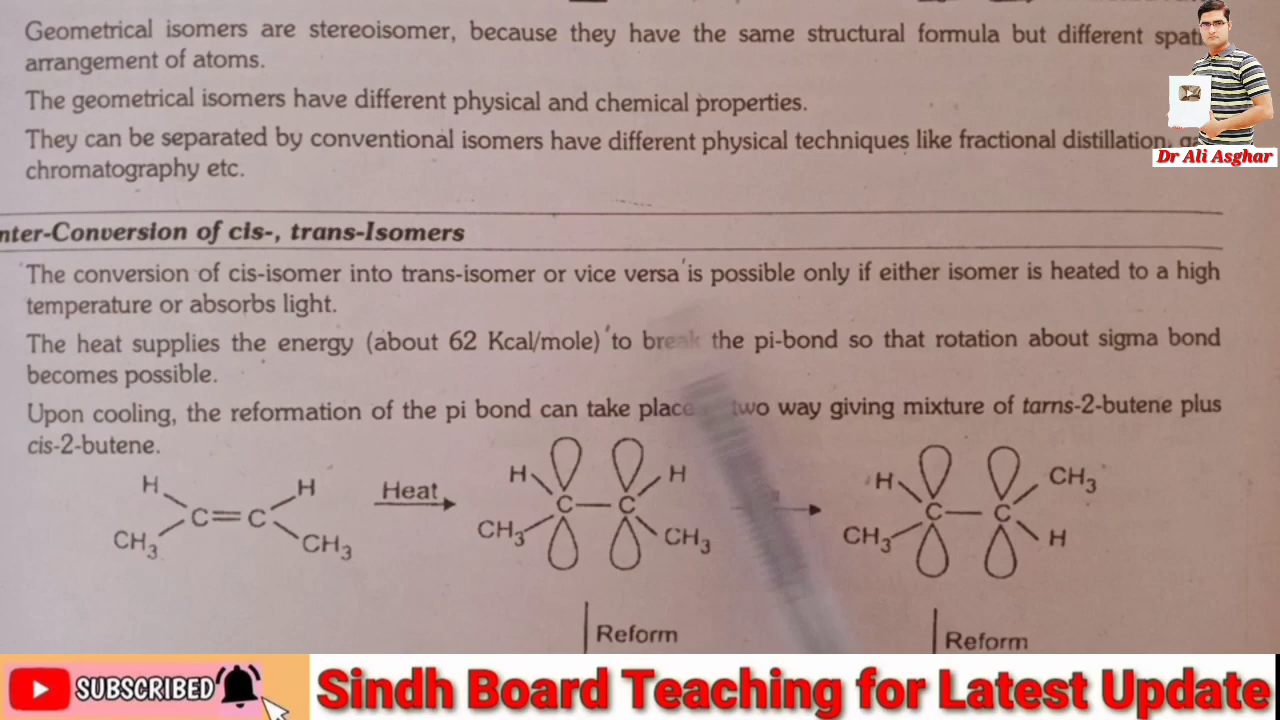 Geometrical isomers are stereoisomer, because they have the same structural formula but different
arrangement of atoms.
The geometrical isomers have different physical and chemical properties.
They can be separated by conventional isomers have different physical techniques like fractional distillation,
chromatography etc.
Dr Ali Asghar
nter-Conversion of cis-, trans-Isomers
The conversion of cis-isomer into trans-isomer or vice versa is possible only if either isomer is heated to a high
temperature or absorbs light.
The heat supplies the energy (about 62 Kcal/mole) to break the pi-bond so that rotation about sigma bond
becomes possible.
Upon cooling, the reformation of the pi bond can take place two way giving mixture of tarns-2-butene plus
cis-2-butene.
H H Heat H H H CH3
C=C C—C C—C
CH3 CH3 CH3 CH3 CH3 H
Reform Reform
SUBSCRIBED Sindh Board Teaching for Latest Update